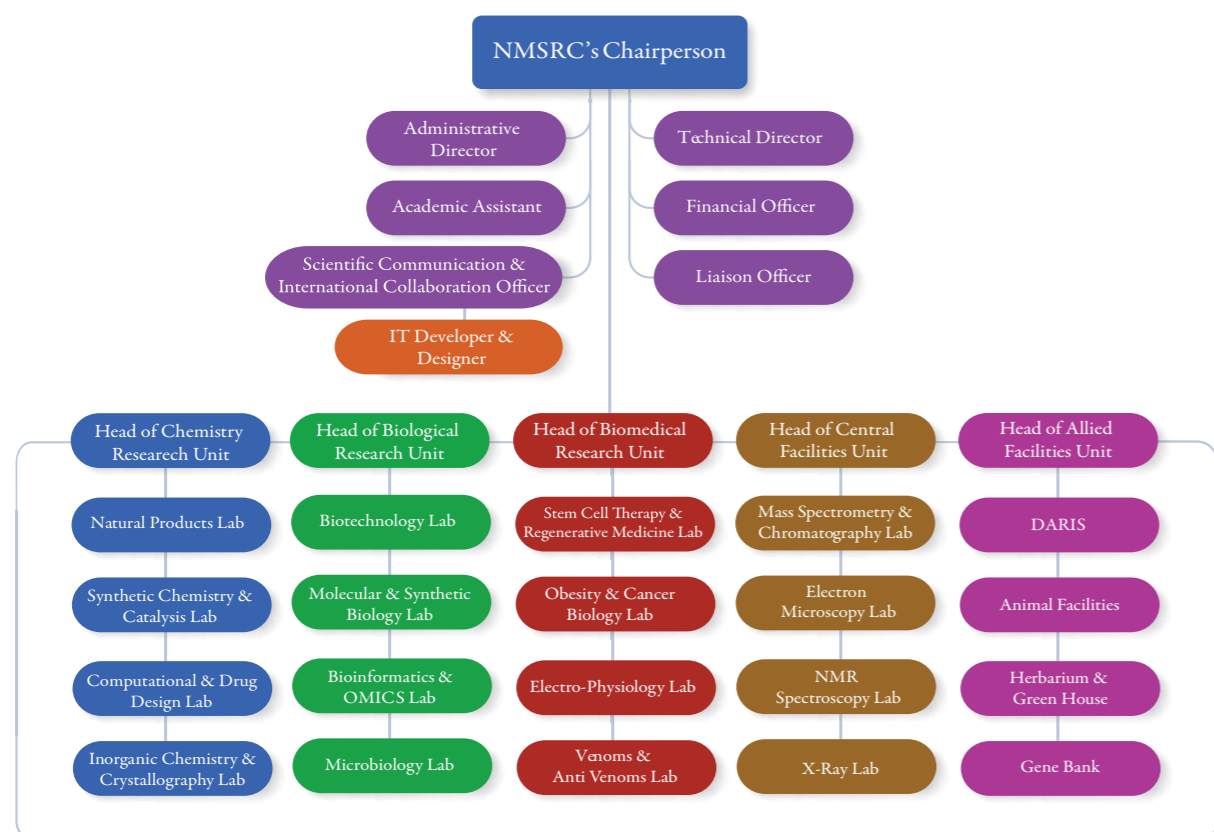 NMSRC's Chairperson
Administrative
Director
Technical Director
Academic Assistant
Financial Officer
Scientific Communication &
International Collaboration Officer
Liaison Officer
IT Developer &
Designer
Head of Chemistry
Researech Unit
Head of Biological
Research Unit
Head of Biomedical
Research Unit
Head of Central
Facilities Unit
Head of Allied
Facilities Unit
Natural Products Lab
Biotechnology Lab
Stem Cell Therapy &
Regenerative Medicine Lab
Mass Spectrometry &
Chromatography Lab
DARIS
Synthetic Chemistry &
Catalysis Lab
Molecular & Synthetic
Biology Lab
Obesity & Cancer
Biology Lab
Electron
Microscopy Lab
Animal Facilities
Computational & Drug
Design Lab
Bioinformatics &
OMICS Lab
Electro-Physiology Lab
NMR
Spectroscopy Lab
Herbarium &
Green House
Inorganic Chemistry &
Crystallography Lab
Microbiology Lab
Venoms &
Anti Venoms Lab
X-Ray Lab
Gene Bank